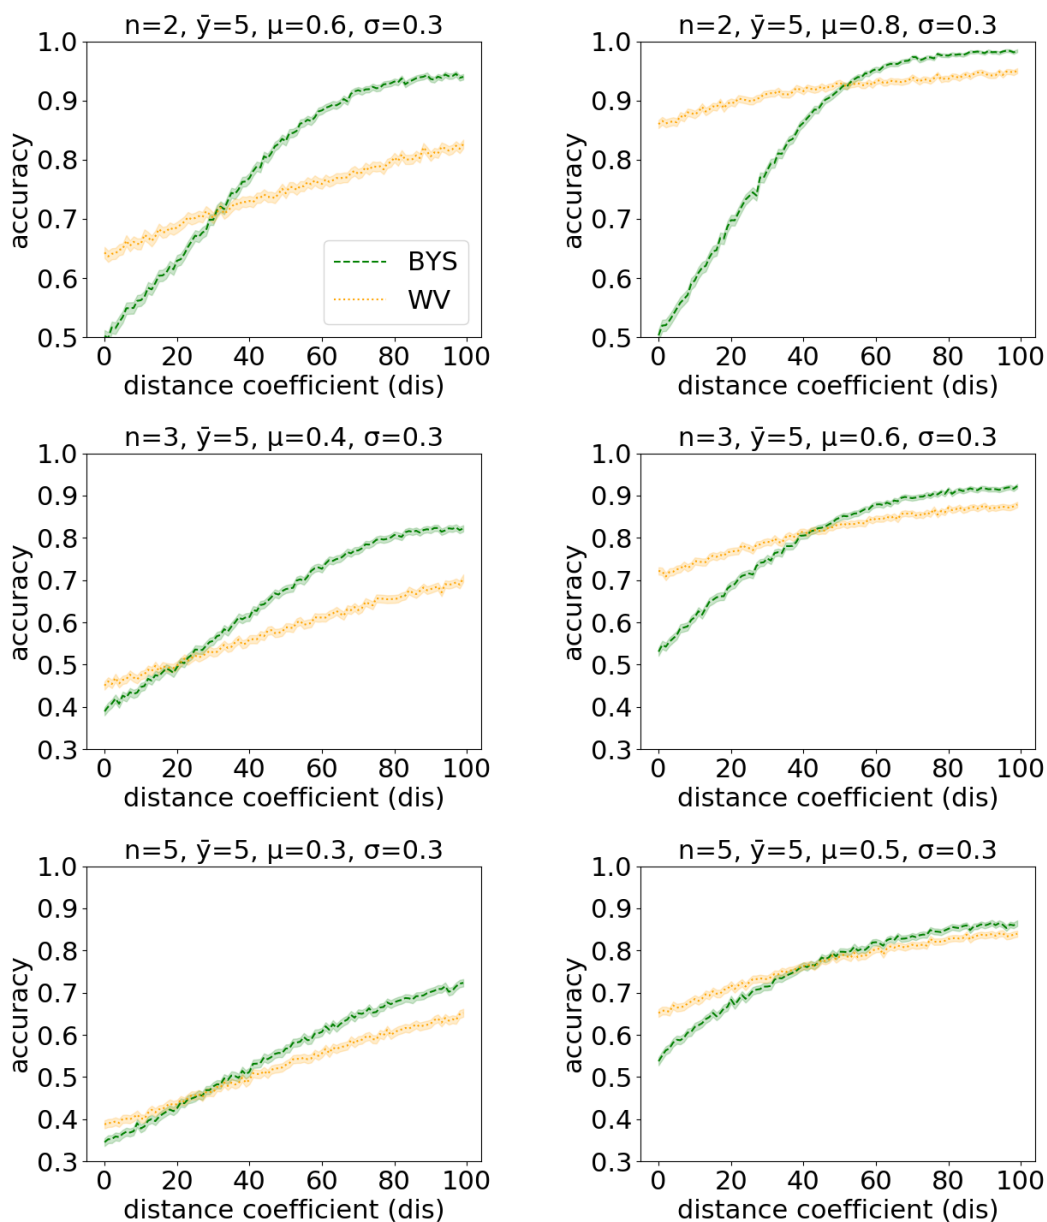 n=2, ȳ=5, μ=0.6, σ=0.3
1.0
0.9
0.8
0.7
0.6
0.5
accuracy
BYS
WV
0 20 40 60 80 100
distance coefficient (dis)
n=2, ȳ=5, μ=0.8, σ=0.3
1.0
0.9
0.8
0.7
0.6
0.5
accuracy
0 20 40 60 80 100
distance coefficient (dis)
n=3, ȳ=5, μ=0.4, σ=0.3
1.0
0.9
0.8
0.7
0.6
0.5
0.4
0.3
accuracy
0 20 40 60 80 100
distance coefficient (dis)
n=3, ȳ=5, μ=0.6, σ=0.3
1.0
0.9
0.8
0.7
0.6
0.5
0.4
0.3
accuracy
0 20 40 60 80 100
distance coefficient (dis)
n=5, ȳ=5, μ=0.3, σ=0.3
1.0
0.9
0.8
0.7
0.6
0.5
0.4
0.3
accuracy
0 20 40 60 80 100
distance coefficient (dis)
n=5, ȳ=5, μ=0.5, σ=0.3
1.0
0.9
0.8
0.7
0.6
0.5
0.4
0.3
accuracy
0 20 40 60 80 100
distance coefficient (dis)